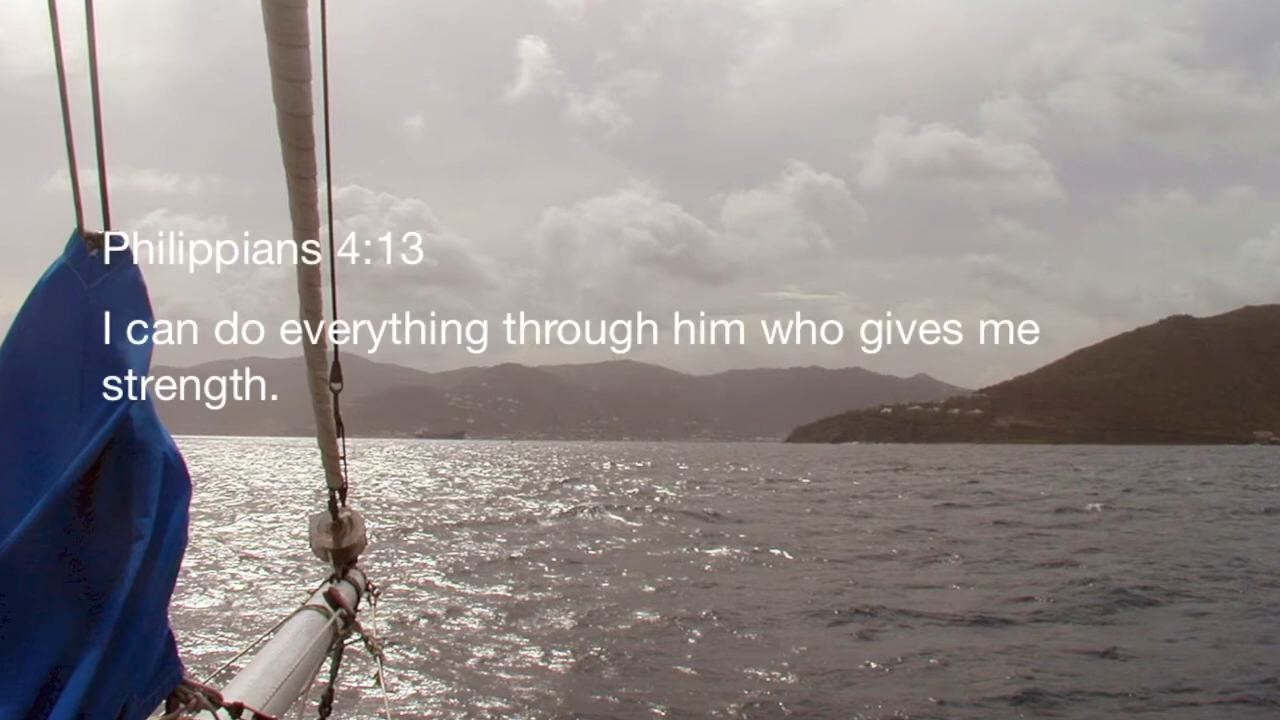 Philippians 4:13
I can do everything through him who gives me
strength.